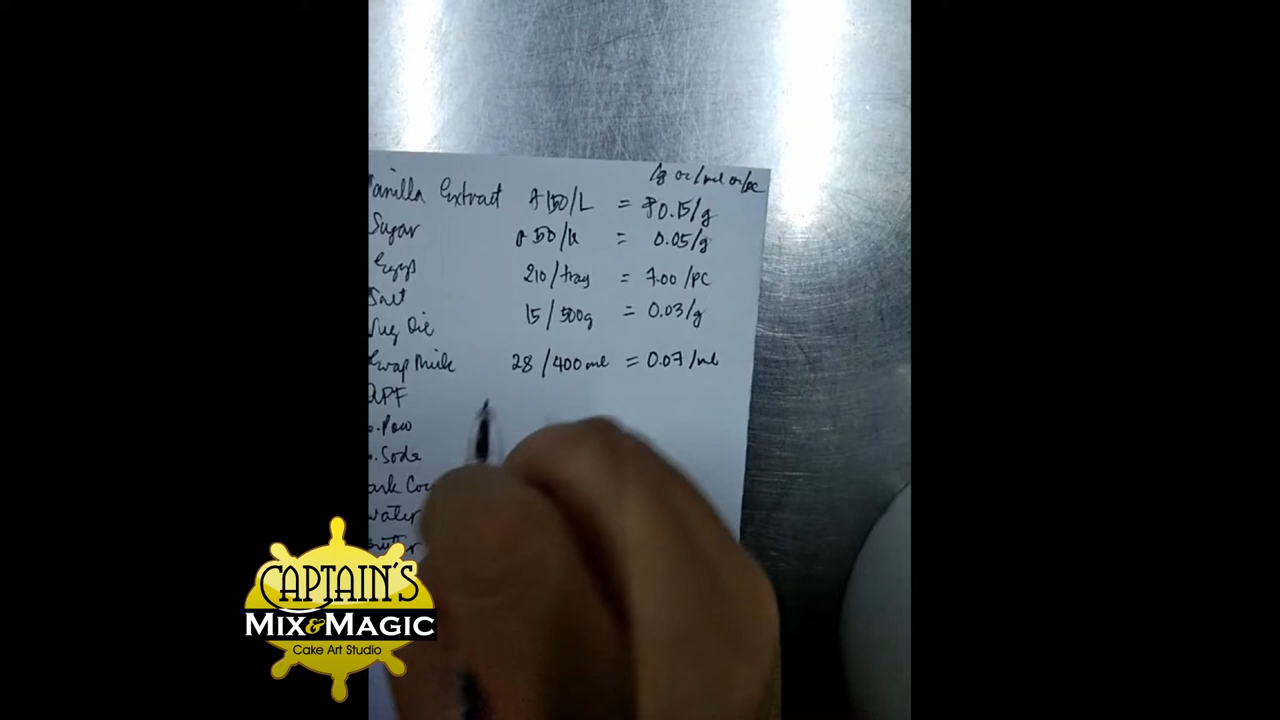 /g or/ml or/pc
Vanilla Extract ₱150/L = ₱0.15/g
Sugar ₱50/k = 0.05/g
Eggs 210/tray = 7.00/PC
Salt 15/500g = 0.03/g
Veg Oil
Evap Milk 28/400ml = 0.07/ml
APF
b.Pow
b.Soda
ark Coc
water
CAPTAIN'S
MIX & MAGIC
Cake Art Studio